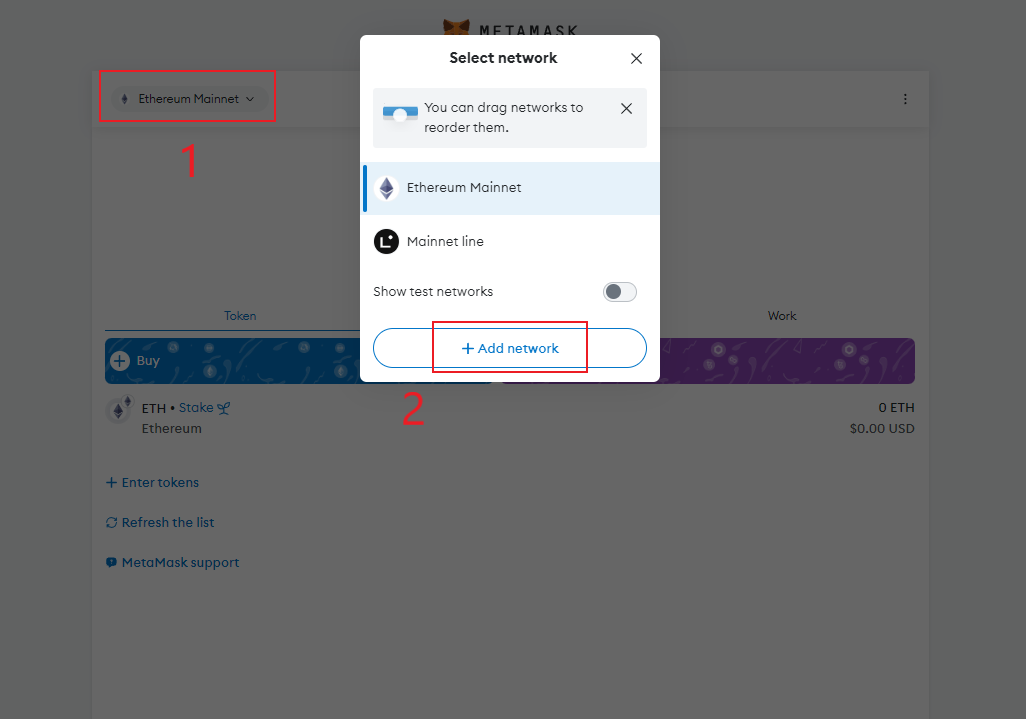 METAMASK
Select network
Ethereum Mainnet
You can drag networks to
reorder them.
1
Ethereum Mainnet
L
Mainnet line
Show test networks
Token
Work
+ Add network
Buy
2
ETH • Stake
0 ETH
Ethereum
$0.00 USD
+ Enter tokens
Refresh the list
MetaMask support